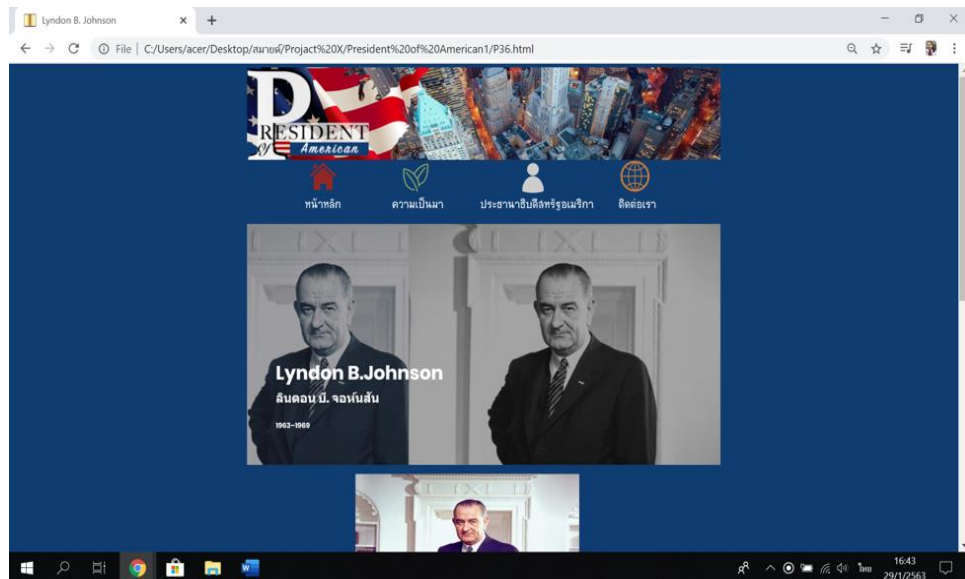 Lyndon B. Johnson
File C:/Users/acer/Desktop/สมายด์/Projact%20X/President%20of%20American1/P36.html
PRESIDENT
of American
หน้าหลัก ความเป็นมา ประธานาธิบดีสหรัฐอเมริกา ติดต่อเรา
Lyndon B.Johnson
ลินดอน บี. จอห์นสัน
1963-1969
ไทย
16:43
29/1/2563